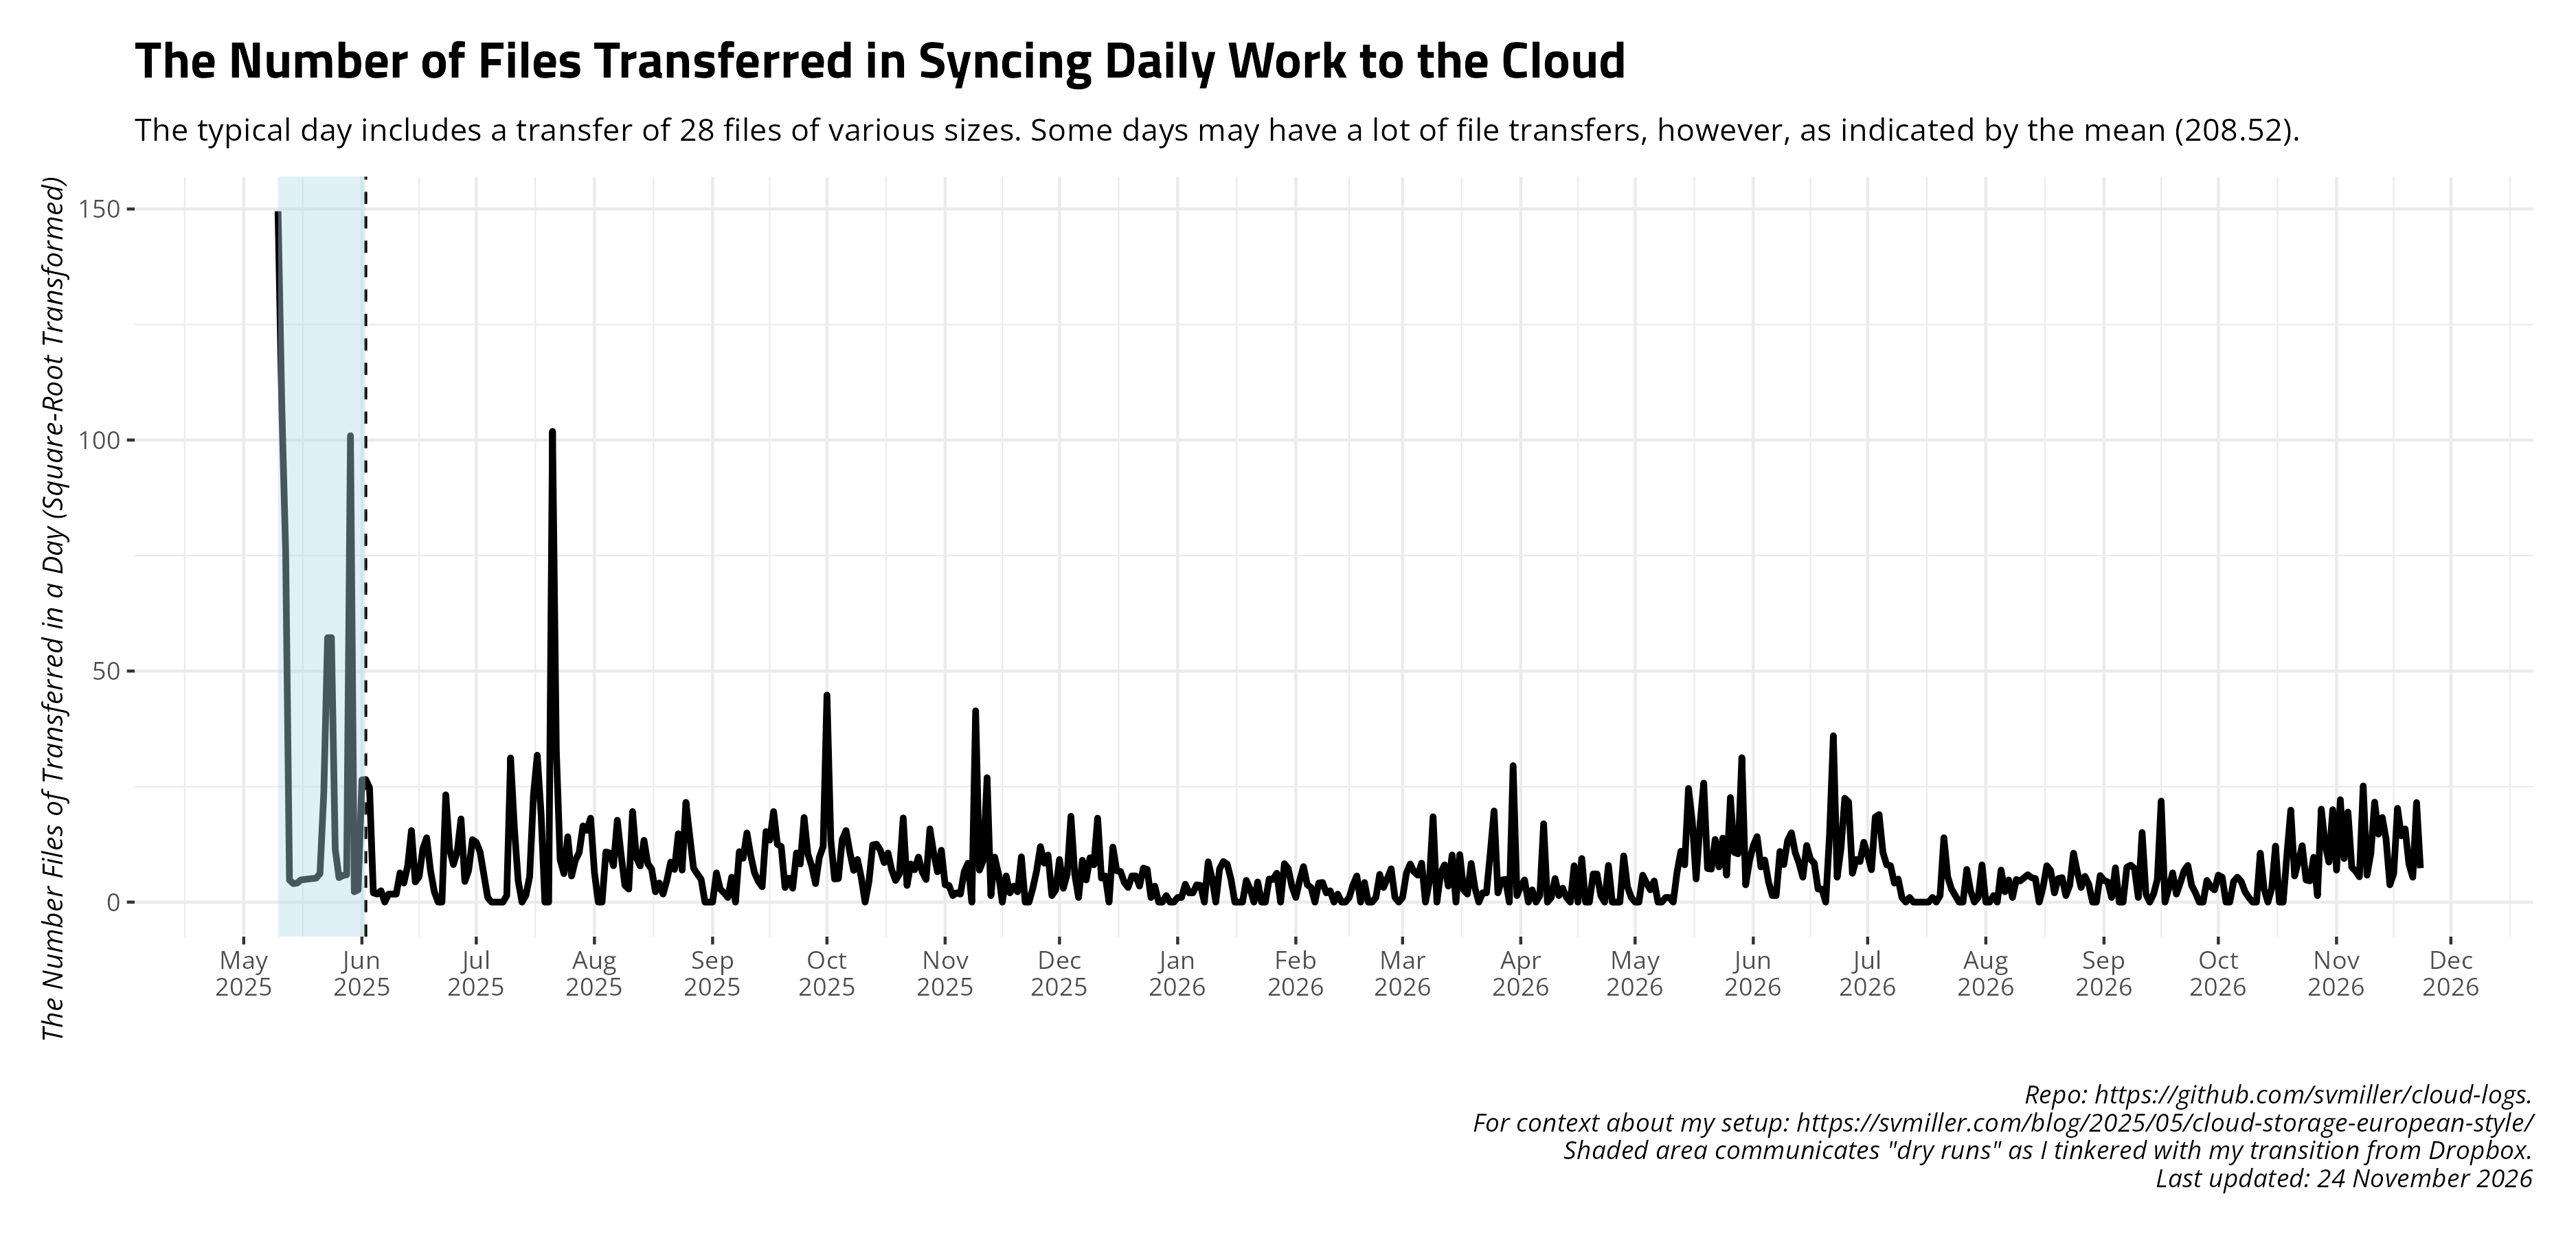 The Number of Files Transferred in Syncing Daily Work to the Cloud
The typical day includes a transfer of 28 files of various sizes. Some days may have a lot of file transfers, however, as indicated by the mean (208.52).
The Number Files of Transferred in a Day (Square-Root Transformed)
150
100
50
0
May Jun Jul Aug Sep Oct Nov Dec Jan Feb Mar Apr May Jun Jul Aug Sep Oct Nov Dec
2025 2025 2025 2025 2025 2025 2025 2025 2026 2026 2026 2026 2026 2026 2026 2026 2026 2026 2026 2026
Repo: https://github.com/svmiller/cloud-logs.
For context about my setup: https://svmiller.com/blog/2025/05/cloud-storage-european-style/
Shaded area communicates "dry runs" as I tinkered with my transition from Dropbox.
Last updated: 24 November 2026